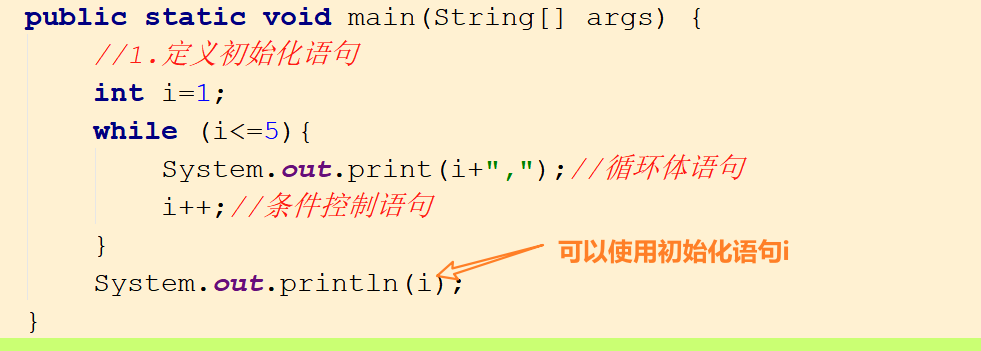 public static void main(String[] args) {
//1.定义初始化语句
int i=1;
while (i<=5){
System.out.print(i+",");//循环体语句
i++;//条件控制语句
}
可以使用初始化语句i
System.out.println(i);
}